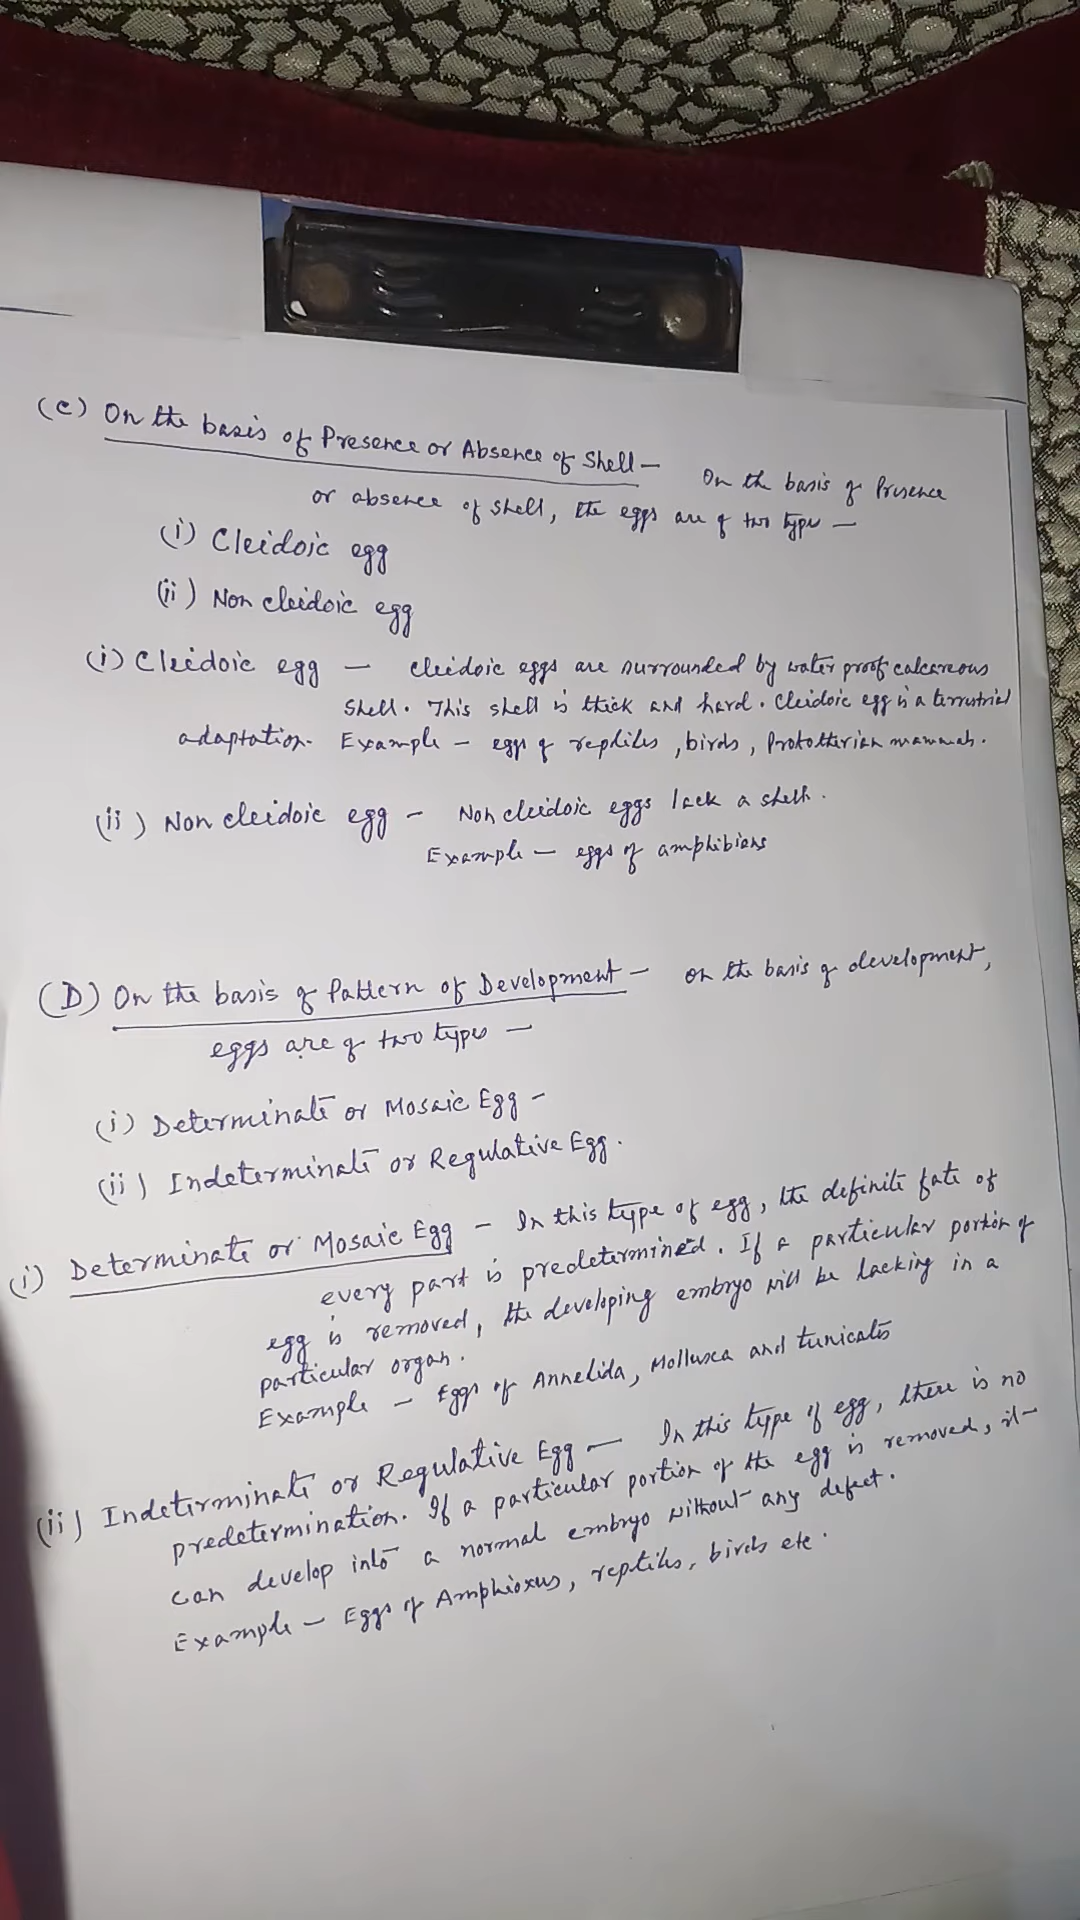 (C) On the basis of Presence or Absence of Shell — On the basis of Presence
or absence of shell, the eggs are of two type —
(i) Cleidoic egg
(ii) Non cleidoic egg
(i) Cleidoic egg — cleidoic eggs are surrounded by water proof calcareous
shell. This shell is thick and hard. Cleidoic egg is a terrestrial
adaptation. Example — eggs of reptiles, birds, Prototherian mammals.
(ii) Non cleidoic egg — Non cleidoic eggs lack a shell.
Example — eggs of amphibians
(D) On the basis of Pattern of Development — on the basis of development,
eggs are of two types —
(i) Determinate or Mosaic Egg -
(ii) Indeterminate or Regulative Egg.
(i) Determinate or Mosaic Egg — In this type of egg, the definite fate of
every part is predetermined. If a particular portion of
egg is removed, the developing embryo will be lacking in a
particular organ.
Example — Eggs of Annelida, Mollusca and tunicates
(ii) Indeterminate or Regulative Egg — In this type of egg, there is no
predetermination. If a particular portion of the egg is removed, it
can develop into a normal embryo without any defect.
Example — Eggs of Amphioxus, reptiles, birds etc.